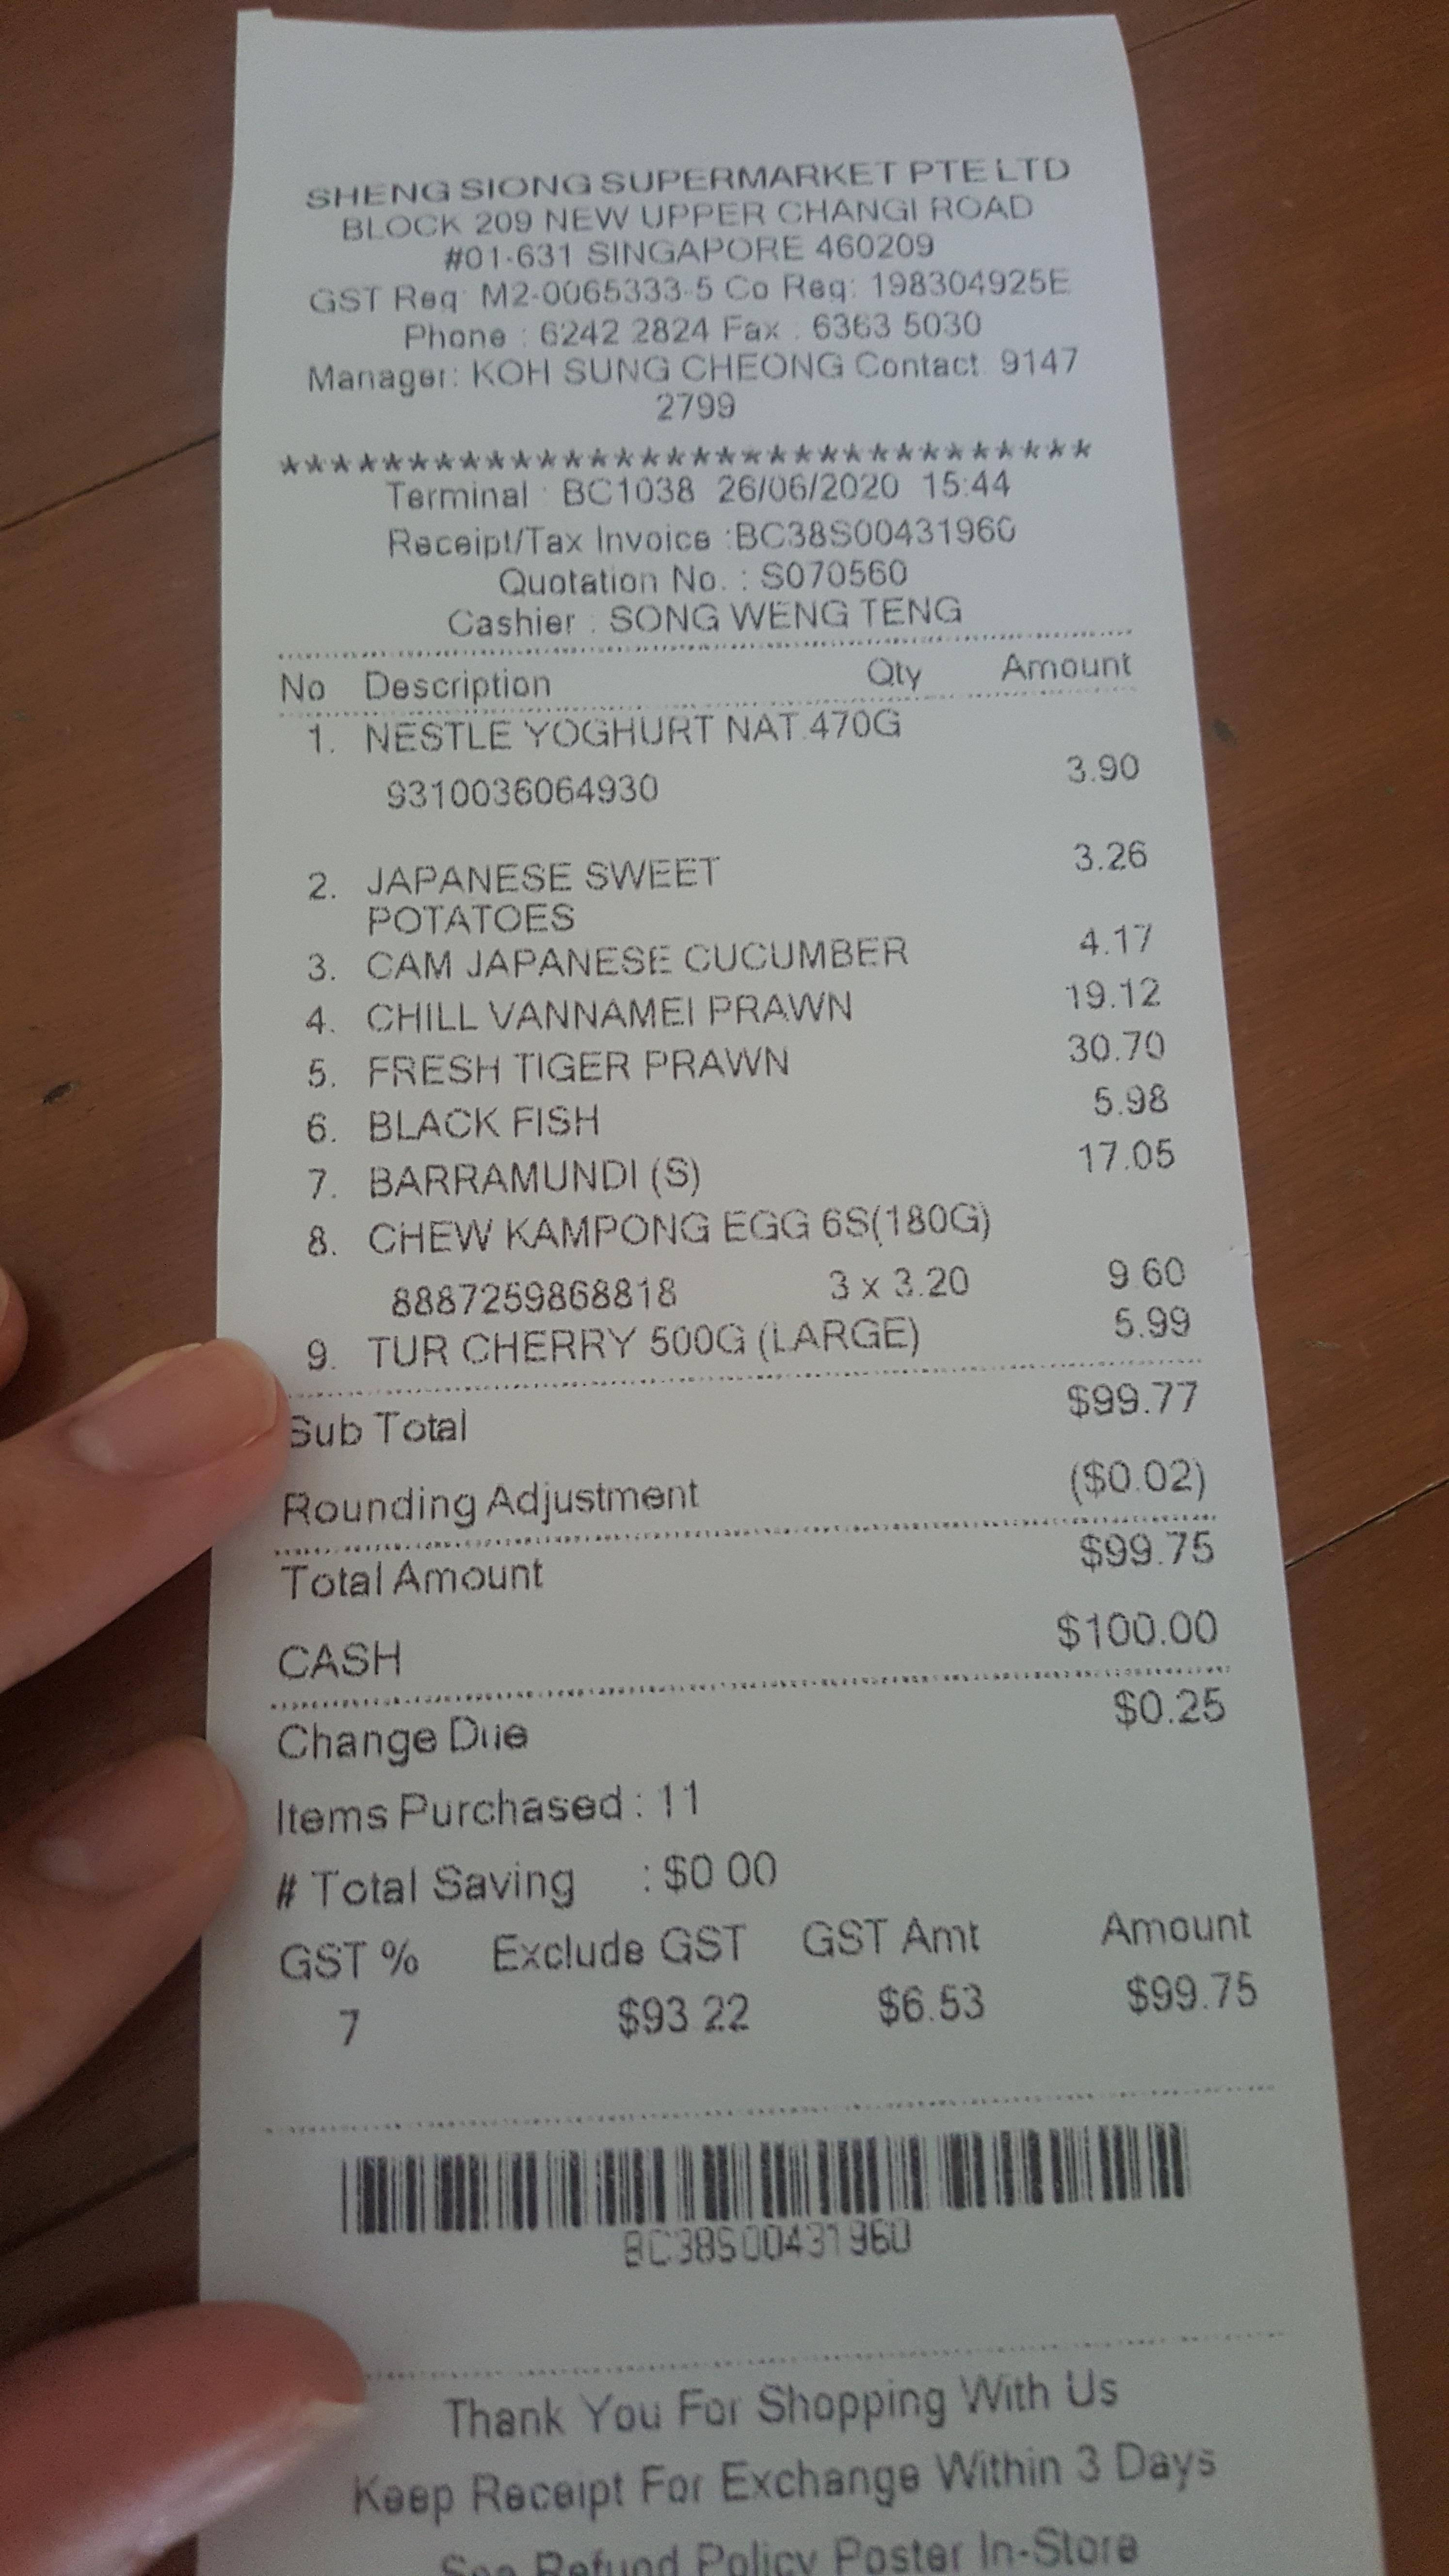 SHENG SIONG SUPERMARKET PTE LTD
BLOCK 209 NEW UPPER CHANGI ROAD
#01-631 SINGAPORE 460209
GST Reg: M2-0065333-5 Co Reg: 198304925E
Phone : 6242 2824 Fax : 6363 5030
Manager: KOH SUNG CHEONG Contact: 9147
2799
********************************
Terminal : BC1038 26/06/2020 15:44
Receipt/Tax Invoice :BC38S00431960
Quotation No. : S070560
Cashier : SONG WENG TENG
No Description Qty Amount
1. NESTLE YOGHURT NAT.470G
9310036064930 3.90
2. JAPANESE SWEET 3.26
POTATOES
3. CAM JAPANESE CUCUMBER 4.17
4. CHILL VANNAMEI PRAWN 19.12
5. FRESH TIGER PRAWN 30.70
6. BLACK FISH 5.98
7. BARRAMUNDI (S) 17.05
8. CHEW KAMPONG EGG 6S(180G)
8887259868818 3 x 3.20 9.60
9. TUR CHERRY 500G (LARGE) 5.99
Sub Total $99.77
Rounding Adjustment ($0.02)
Total Amount $99.75
CASH $100.00
Change Due $0.25
Items Purchased : 11
# Total Saving : $0.00
GST % Exclude GST GST Amt Amount
7 $93.22 $6.53 $99.75
BC38S00431960
Thank You For Shopping With Us
Keep Receipt For Exchange Within 3 Days
See Refund Policy Poster In-Store